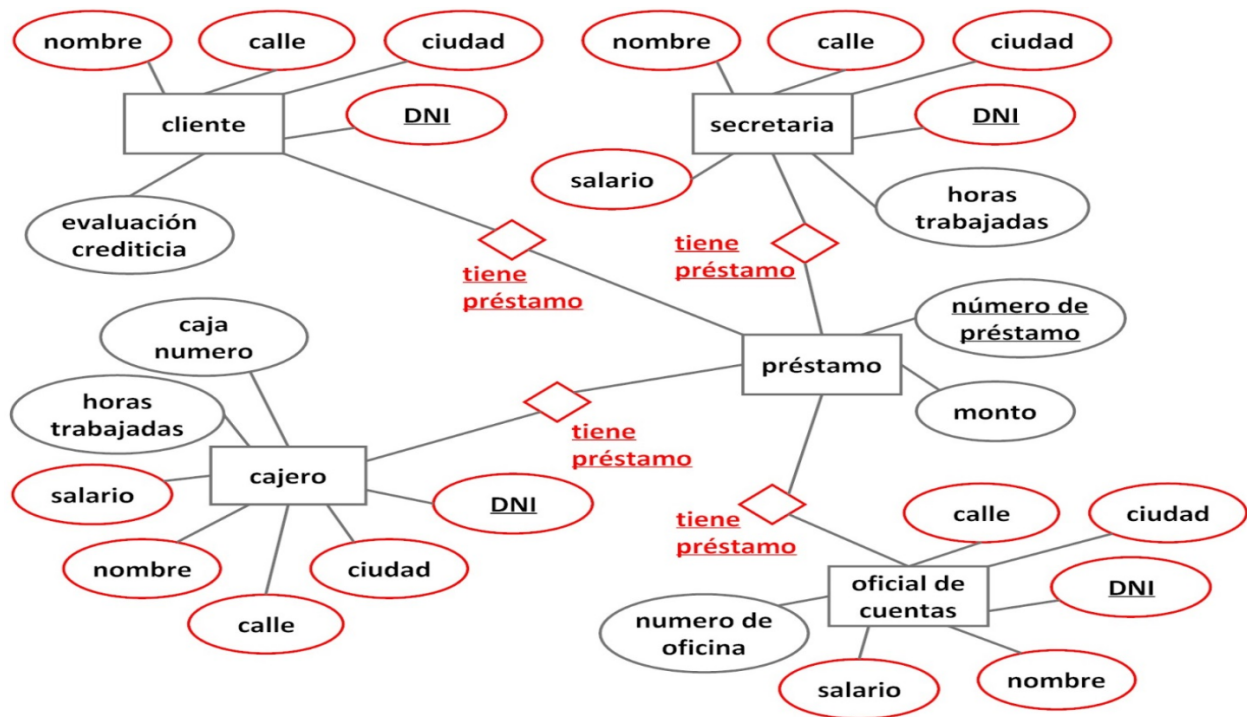 nombre
calle
ciudad
cliente
DNI
evaluación
crediticia
nombre
calle
ciudad
secretaria
DNI
salario
horas
trabajadas
tiene
préstamo
tiene
préstamo
caja
numero
horas
trabajadas
salario
cajero
DNI
nombre
ciudad
calle
tiene
préstamo
préstamo
número de
préstamo
monto
tiene
préstamo
calle
ciudad
oficial de
cuentas
DNI
numero de
oficina
salario
nombre